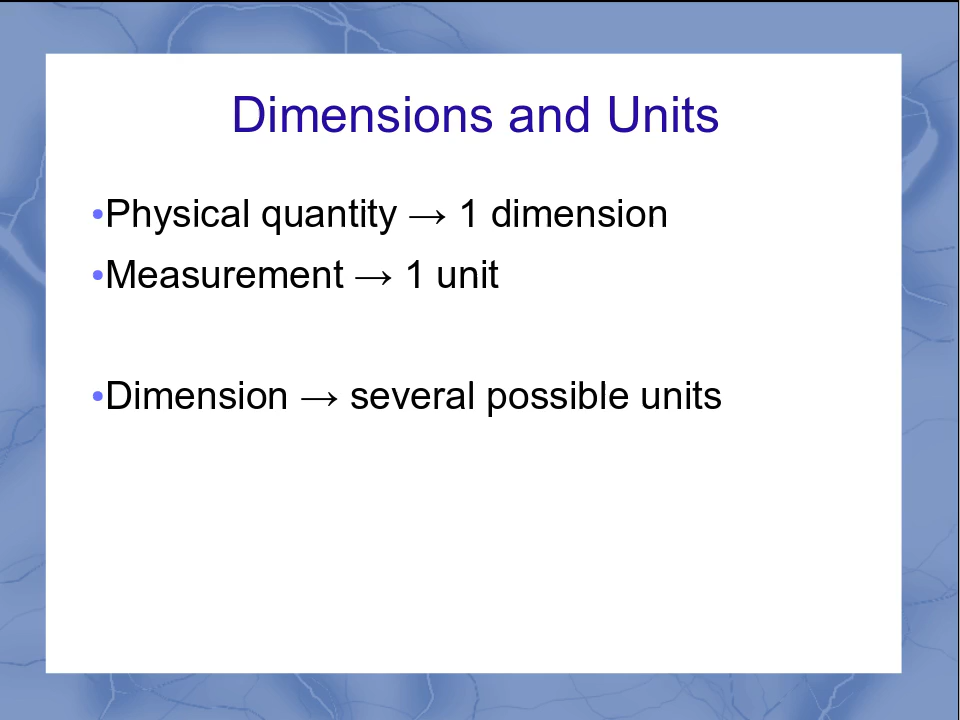 Dimensions and Units
•Physical quantity → 1 dimension
•Measurement → 1 unit
•Dimension → several possible units